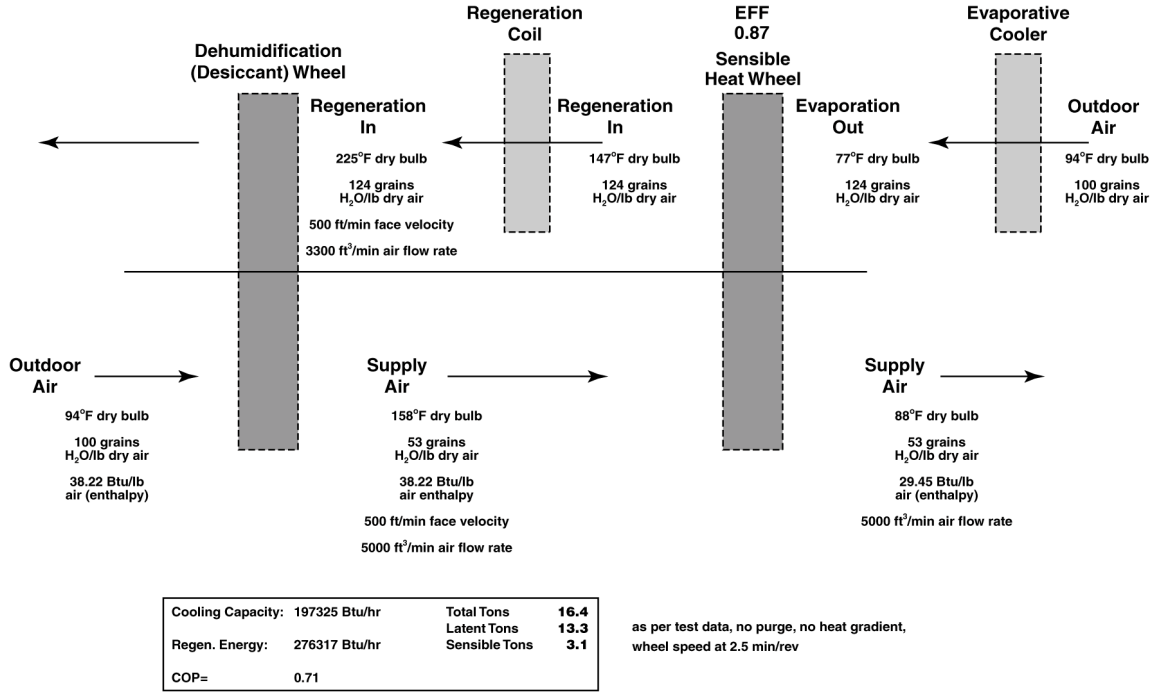 Regeneration
Coil
EFF
0.87
Evaporative
Cooler
Dehumidification
(Desiccant) Wheel
Sensible
Heat Wheel
Regeneration
In
225°F dry bulb
124 grains
H₂O/lb dry air
500 ft/min face velocity
3300 ft³/min air flow rate
Regeneration
In
147°F dry bulb
124 grains
H₂O/lb dry air
Evaporation
Out
77°F dry bulb
124 grains
H₂O/lb dry air
Outdoor
Air
94°F dry bulb
100 grains
H₂O/lb dry air
Outdoor
Air
94°F dry bulb
100 grains
H₂O/lb dry air
38.22 Btu/lb
air (enthalpy)
Supply
Air
158°F dry bulb
53 grains
H₂O/lb dry air
38.22 Btu/lb
air enthalpy
500 ft/min face velocity
5000 ft³/min air flow rate
Supply
Air
88°F dry bulb
53 grains
H₂O/lb dry air
29.45 Btu/lb
air (enthalpy)
5000 ft³/min air flow rate
Cooling Capacity: 197325 Btu/hr Total Tons 16.4
Latent Tons 13.3
Regen. Energy: 276317 Btu/hr Sensible Tons 3.1
COP= 0.71
as per test data, no purge, no heat gradient,
wheel speed at 2.5 min/rev